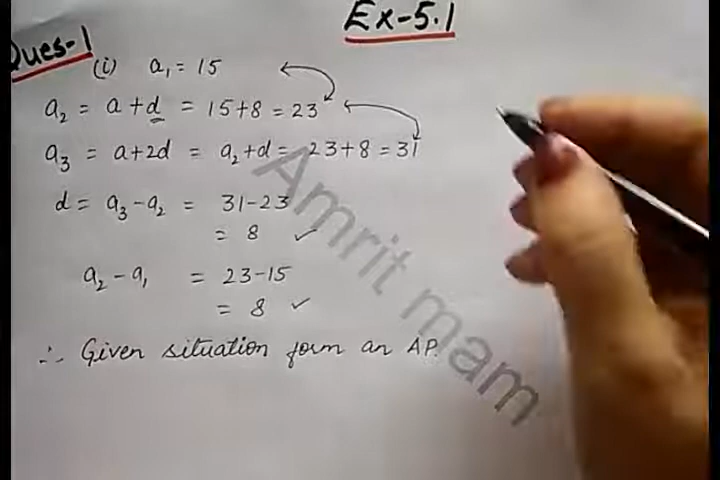 Ex-5.1
Ques-1
(i) a₁ = 15
a₂ = a + d = 15+8 = 23
a₃ = a+2d = a₂+d = 23+8 = 31
d = a₃-a₂ = 31-23
= 8 ✓
a₂-a₁ = 23-15
= 8 ✓
∴ Given situation form an AP.
Amrit mam